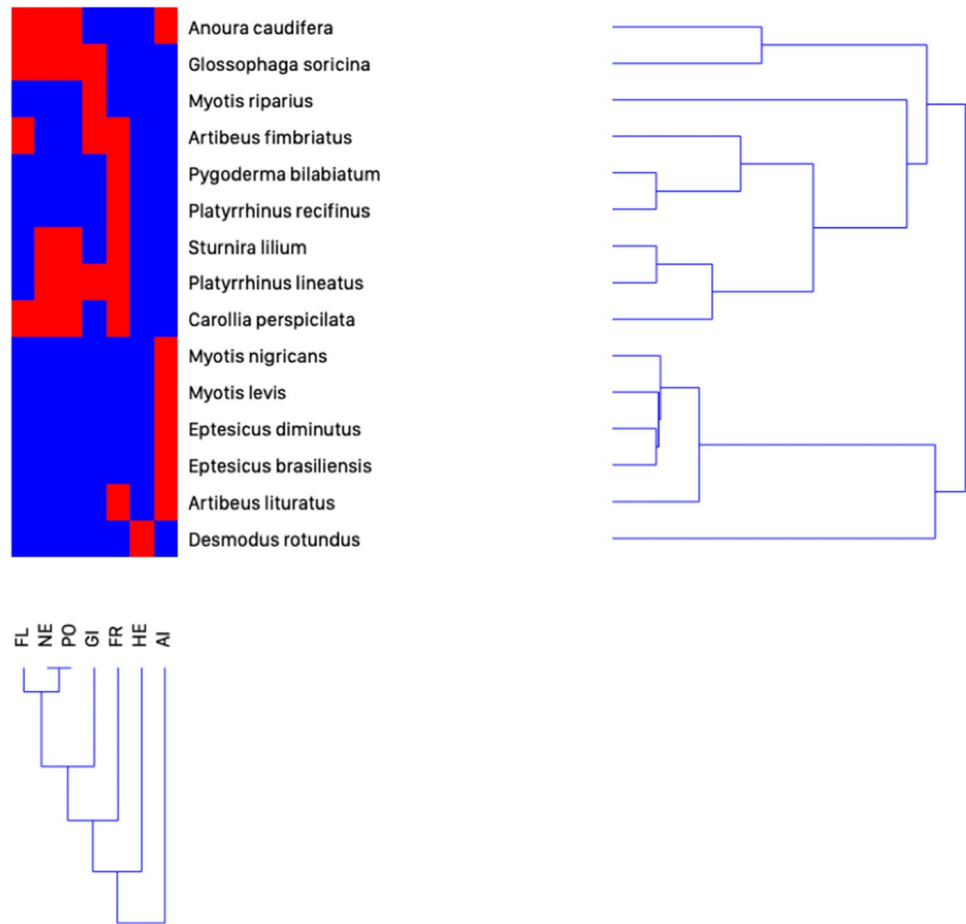 Anoura caudifera
Glossophaga soricina
Myotis riparius
Artibeus fimbriatus
Pygoderma bilabiatum
Platyrrhinus recifinus
Sturnira lilium
Platyrrhinus lineatus
Carollia perspicilata
Myotis nigricans
Myotis levis
Eptesicus diminutus
Eptesicus brasiliensis
Artibeus lituratus
Desmodus rotundus
FL
NE
PO
GI
FR
HE
AI